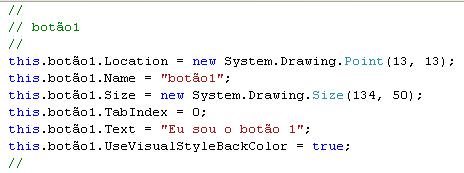 //
// botão1
//
this.botão1.Location = new System.Drawing.Point(13, 13);
this.botão1.Name = "botão1";
this.botão1.Size = new System.Drawing.Size(134, 50);
this.botão1.TabIndex = 0;
this.botão1.Text = "Eu sou o botão 1";
this.botão1.UseVisualStyleBackColor = true;
//